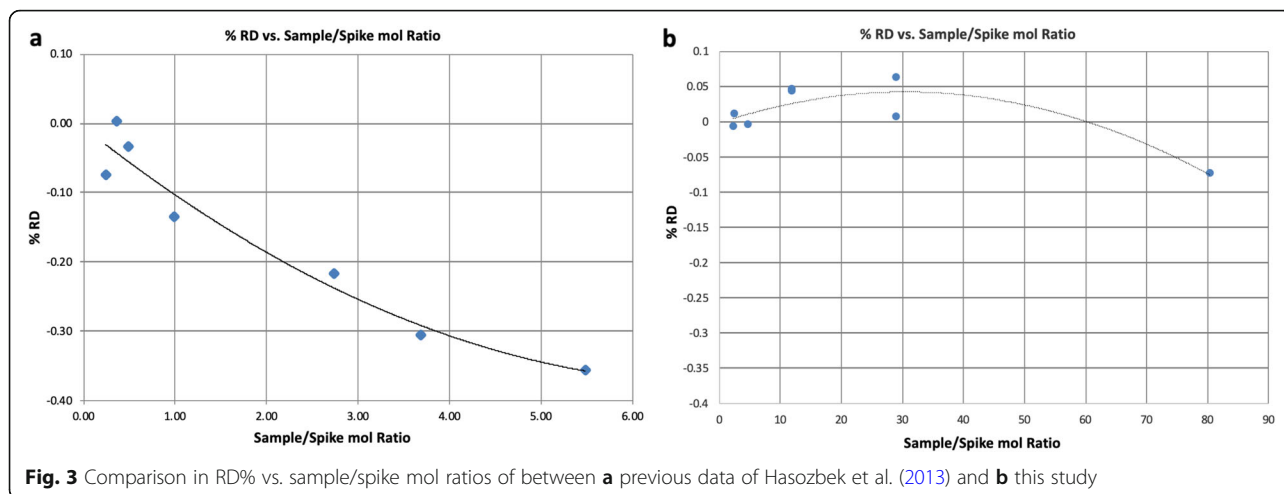 a
% RD vs. Sample/Spike mol Ratio
0.10
0.00
-0.10
-0.20
-0.30
-0.40
% RD
0.00 1.00 2.00 3.00 4.00 5.00 6.00
Sample/Spike mol Ratio
b
% RD vs. Sample/Spike mol Ratio
0.1
0.05
0
-0.05
-0.1
-0.15
-0.2
-0.25
-0.3
-0.35
-0.4
% RD
0 10 20 30 40 50 60 70 80 90
Sample/Spike mol Ratio
Fig. 3 Comparison in RD% vs. sample/spike mol ratios of between a previous data of Hasozbek et al. (2013) and b this study